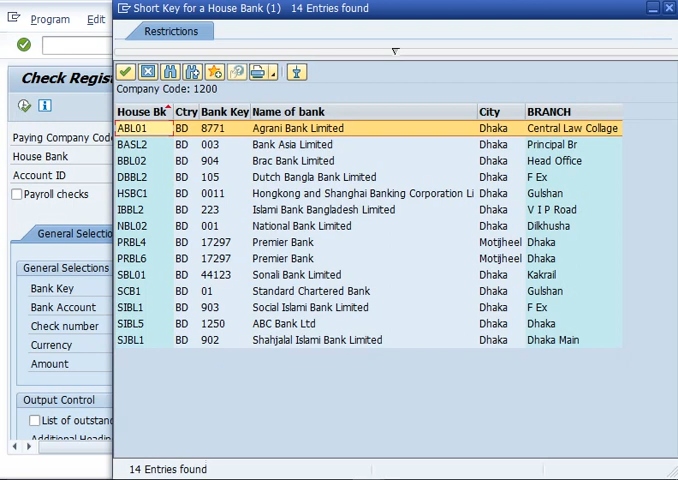 Program Edit
Check Regist
Paying Company Code
House Bank
Account ID
Payroll checks
General Selectio
General Selections
Bank Key
Bank Account
Check number
Currency
Amount
Output Control
List of outstand
Additional Heading
Short Key for a House Bank (1) 14 Entries found
Restrictions
Company Code: 1200
House Bk Ctry Bank Key Name of bank City BRANCH
ABL01 BD 8771 Agrani Bank Limited Dhaka Central Law Collage
BASL2 BD 003 Bank Asia Limited Dhaka Principal Br
BBL02 BD 904 Brac Bank Limited Dhaka Head Office
DBBL2 BD 105 Dutch Bangla Bank Limited Dhaka F Ex
HSBC1 BD 0011 Hongkong and Shanghai Banking Corporation Li Dhaka Gulshan
IBBL2 BD 223 Islami Bank Bangladesh Limited Dhaka V I P Road
NBL02 BD 001 National Bank Limited Dhaka Dilkhusha
PRBL4 BD 17297 Premier Bank Motijheel Dhaka
PRBL6 BD 17297 Premier Bank Motijheel Dhaka
SBL01 BD 44123 Sonali Bank Limited Dhaka Kakrail
SCB1 BD 01 Standard Chartered Bank Dhaka Gulshan
SIBL1 BD 903 Social Islami Bank Limited Dhaka F Ex
SIBL5 BD 1250 ABC Bank Ltd Dhaka Dhaka
SJBL1 BD 902 Shahjalal Islami Bank Limited Dhaka Dhaka Main
14 Entries found